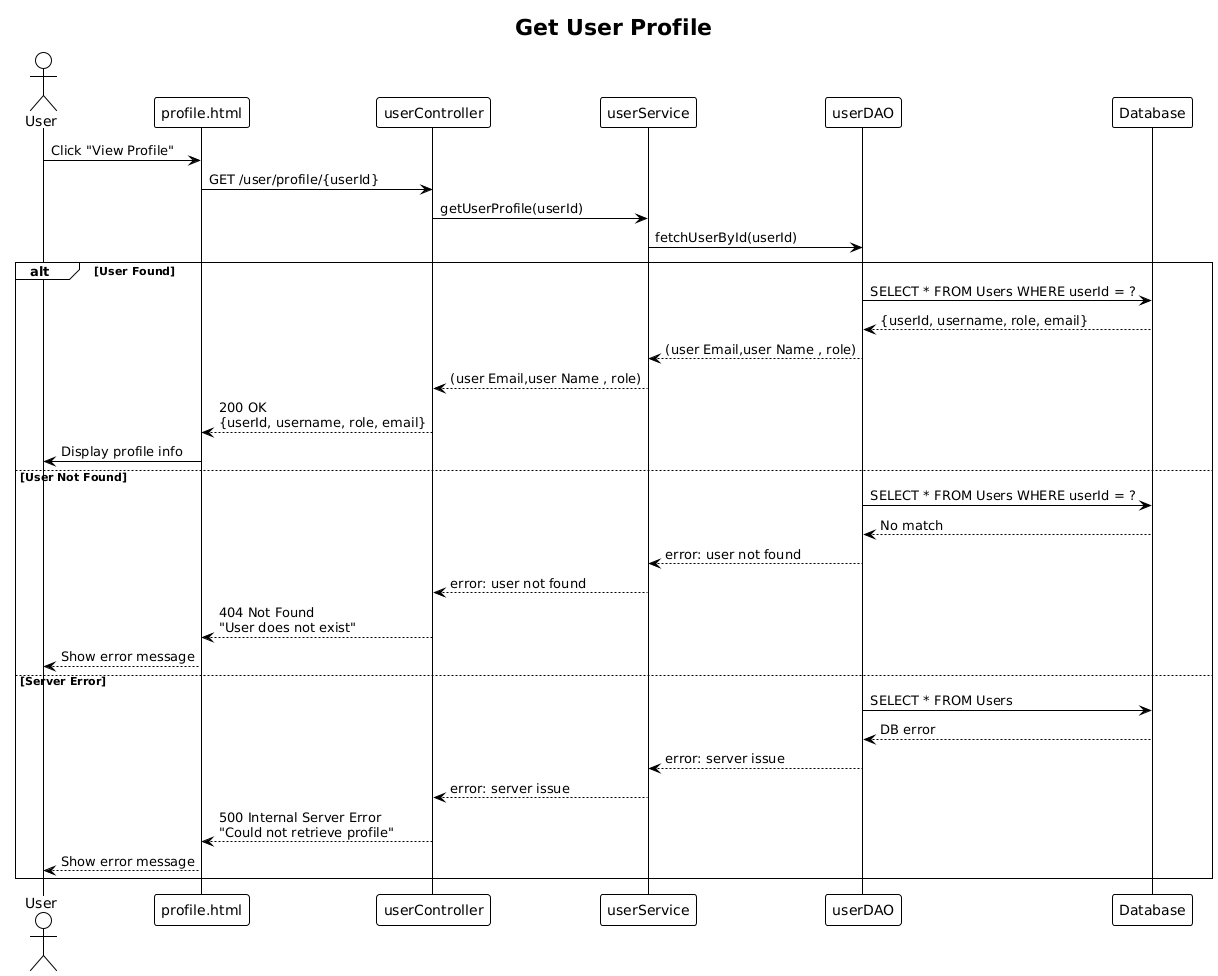 Get User Profile
User
profile.html
userController
userService
userDAO
Database
Click "View Profile"
GET /user/profile/{userId}
getUserProfile(userId)
fetchUserById(userId)
alt
[User Found]
SELECT * FROM Users WHERE userId = ?
{userId, username, role, email}
(user Email,user Name , role)
(user Email,user Name , role)
200 OK
{userId, username, role, email}
Display profile info
[User Not Found]
SELECT * FROM Users WHERE userId = ?
No match
error: user not found
error: user not found
404 Not Found
"User does not exist"
Show error message
[Server Error]
SELECT * FROM Users
DB error
error: server issue
error: server issue
500 Internal Server Error
"Could not retrieve profile"
Show error message
User
profile.html
userController
userService
userDAO
Database